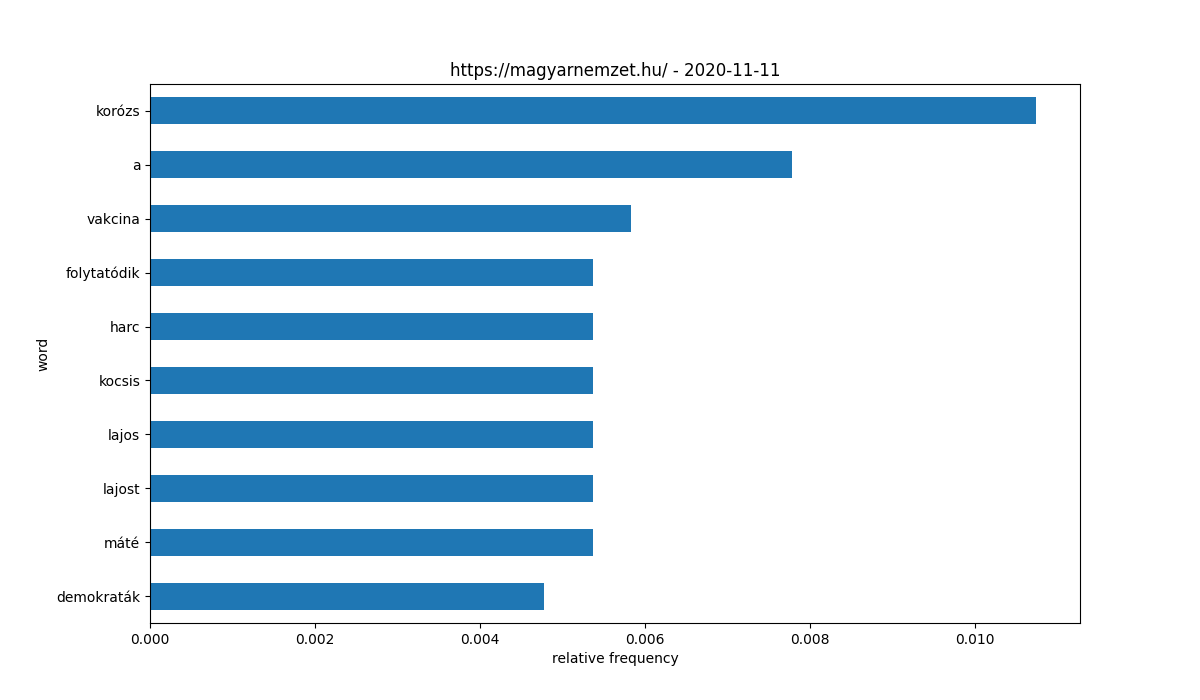 https://magyarnemzet.hu/ - 2020-11-11
korózs
a
vakcina
folytatódik
harc
kocsis
lajos
lajost
máté
demokraták
word
0.000 0.002 0.004 0.006 0.008 0.010
relative frequency